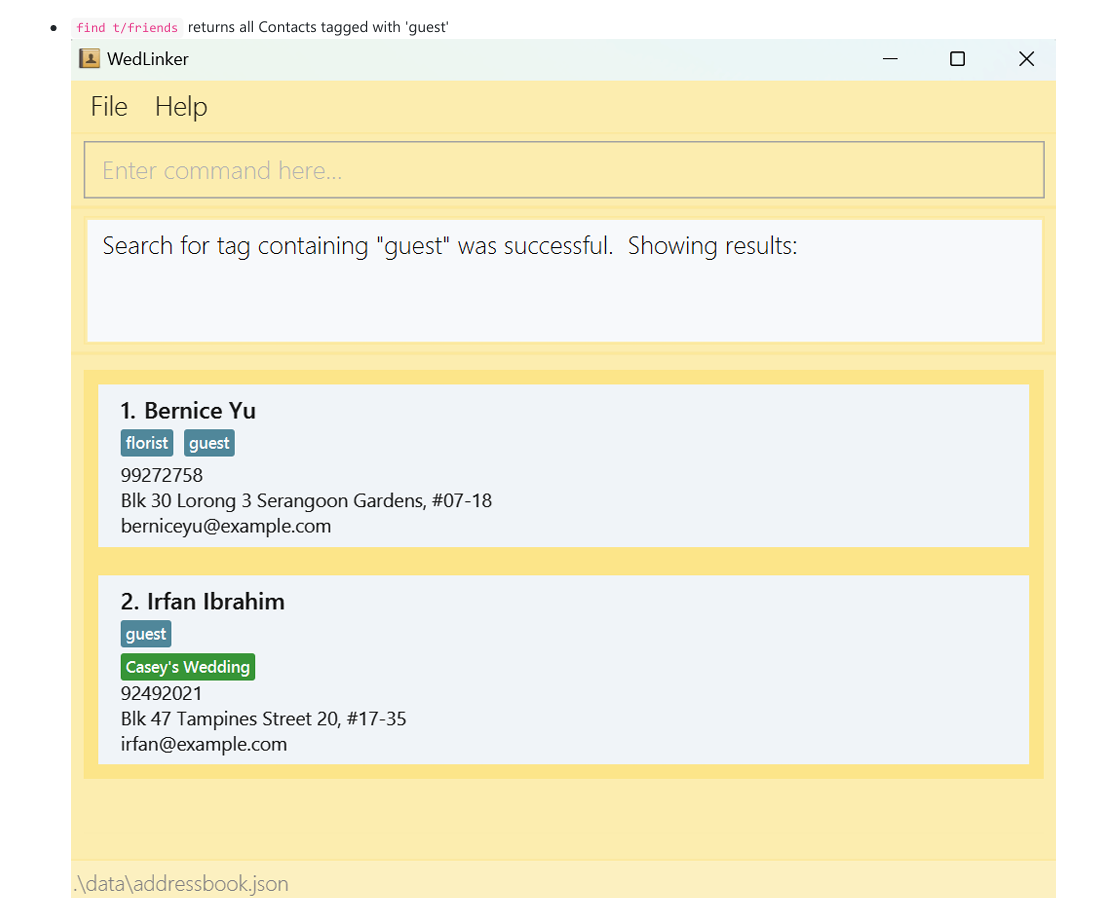 find t/friends returns all Contacts tagged with 'guest'
WedLinker
File Help
Enter command here...
Search for tag containing "guest" was successful.  Showing results:
1. Bernice Yu
florist guest
99272758
Blk 30 Lorong 3 Serangoon Gardens, #07-18
berniceyu@example.com
2. Irfan Ibrahim
guest
Casey's Wedding
92492021
Blk 47 Tampines Street 20, #17-35
irfan@example.com
.\data\addressbook.json